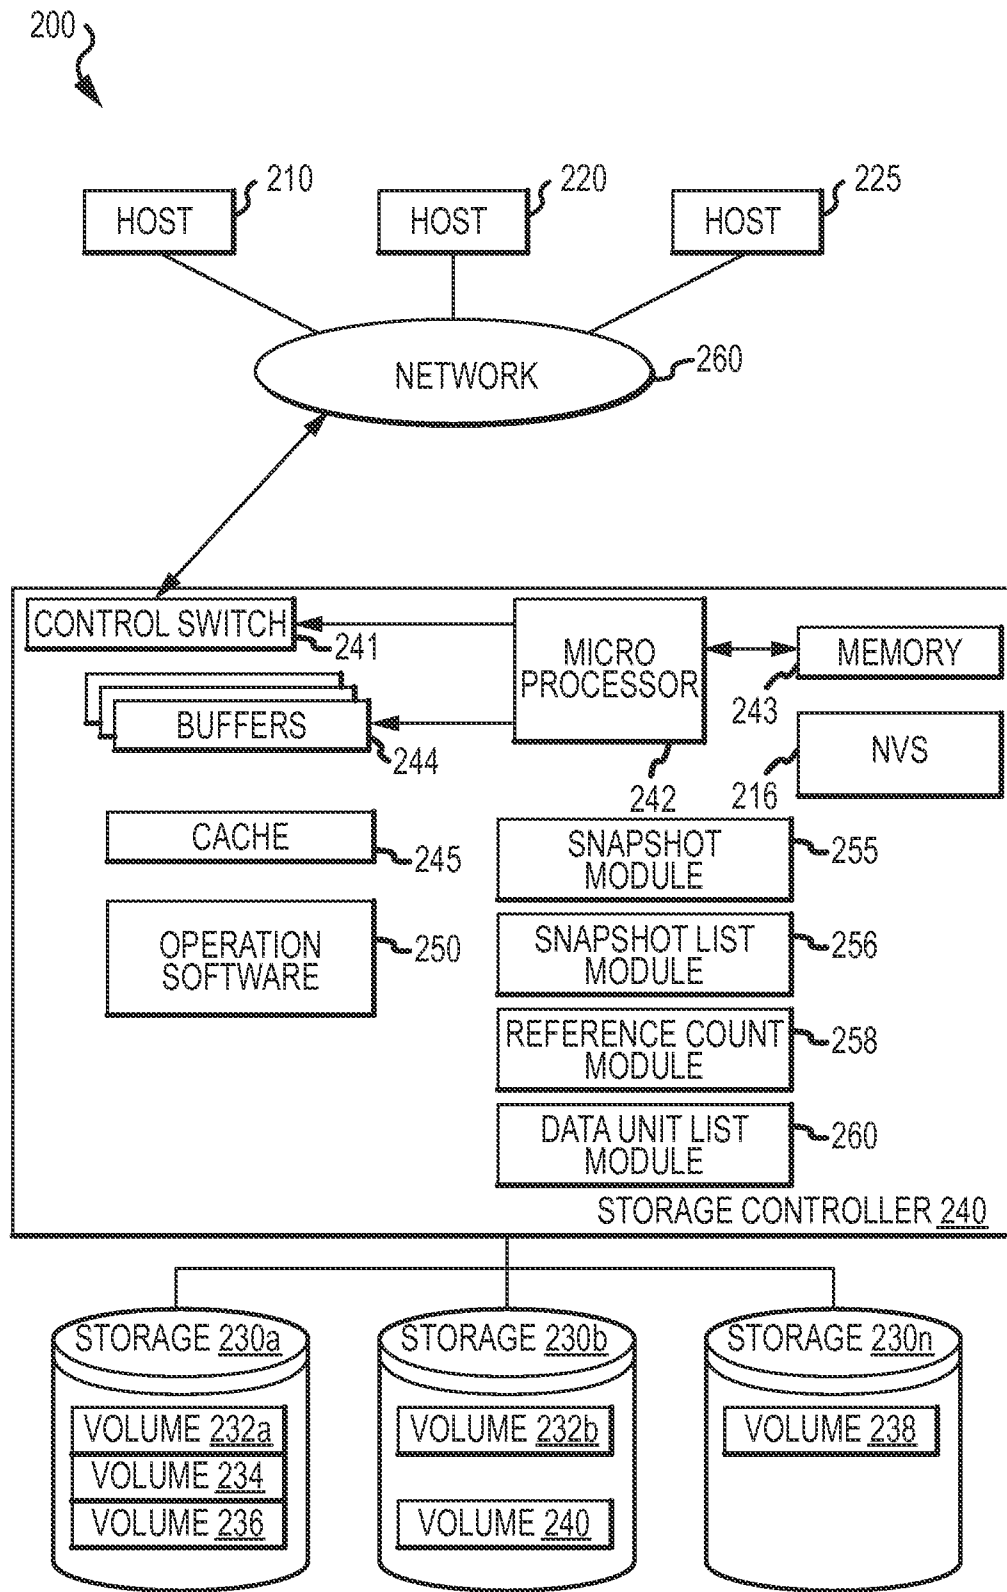 200
210
220
225
HOST
HOST
HOST
NETWORK
260
CONTROL SWITCH
241
MICRO
PROCESSOR
242
MEMORY
243
BUFFERS
244
NVS
216
CACHE
245
SNAPSHOT
MODULE
255
OPERATION
SOFTWARE
250
SNAPSHOT LIST
MODULE
256
REFERENCE COUNT
MODULE
258
DATA UNIT LIST
MODULE
260
STORAGE CONTROLLER 240
STORAGE 230a
STORAGE 230b
STORAGE 230n
VOLUME 232a
VOLUME 234
VOLUME 236
VOLUME 232b
VOLUME 240
VOLUME 238